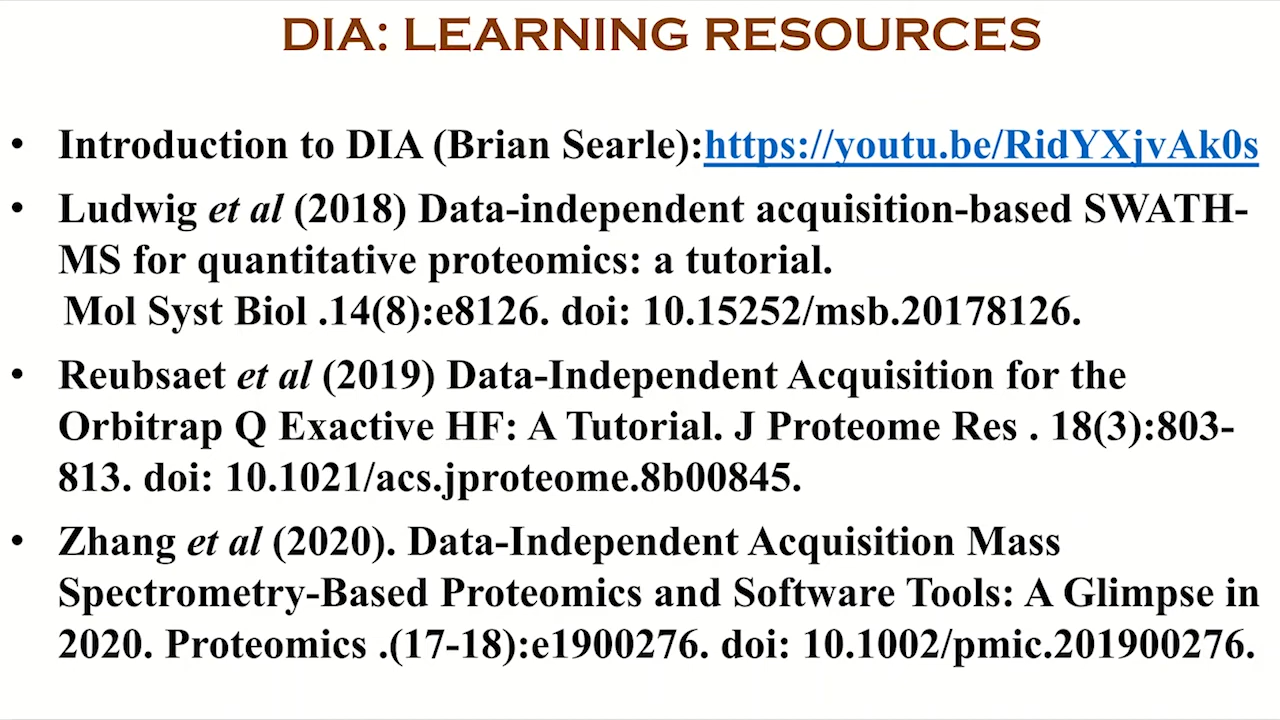 DIA: LEARNING RESOURCES
• Introduction to DIA (Brian Searle):https://youtu.be/RidYXjvAk0s
• Ludwig et al (2018) Data-independent acquisition-based SWATH-
MS for quantitative proteomics: a tutorial.
Mol Syst Biol .14(8):e8126. doi: 10.15252/msb.20178126.
• Reubsaet et al (2019) Data-Independent Acquisition for the
Orbitrap Q Exactive HF: A Tutorial. J Proteome Res . 18(3):803-
813. doi: 10.1021/acs.jproteome.8b00845.
• Zhang et al (2020). Data-Independent Acquisition Mass
Spectrometry-Based Proteomics and Software Tools: A Glimpse in
2020. Proteomics .(17-18):e1900276. doi: 10.1002/pmic.201900276.